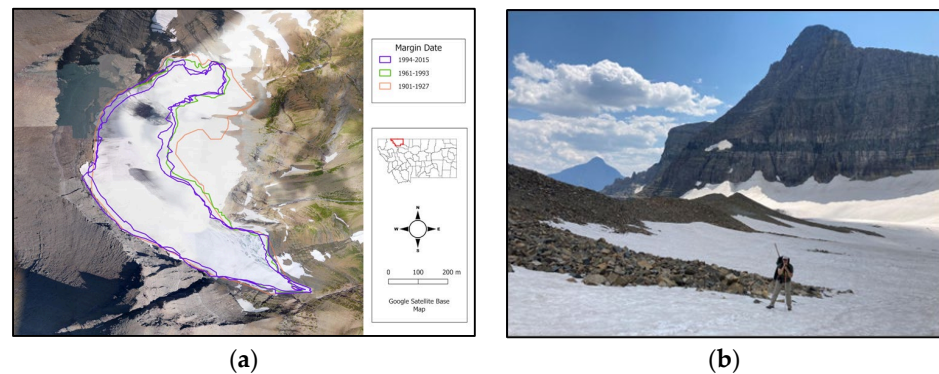 Margin Date
1994-2015
1961-1993
1901-1927
N
W E
S
0 100 200 m
Google Satellite Base
Map
(a) (b)